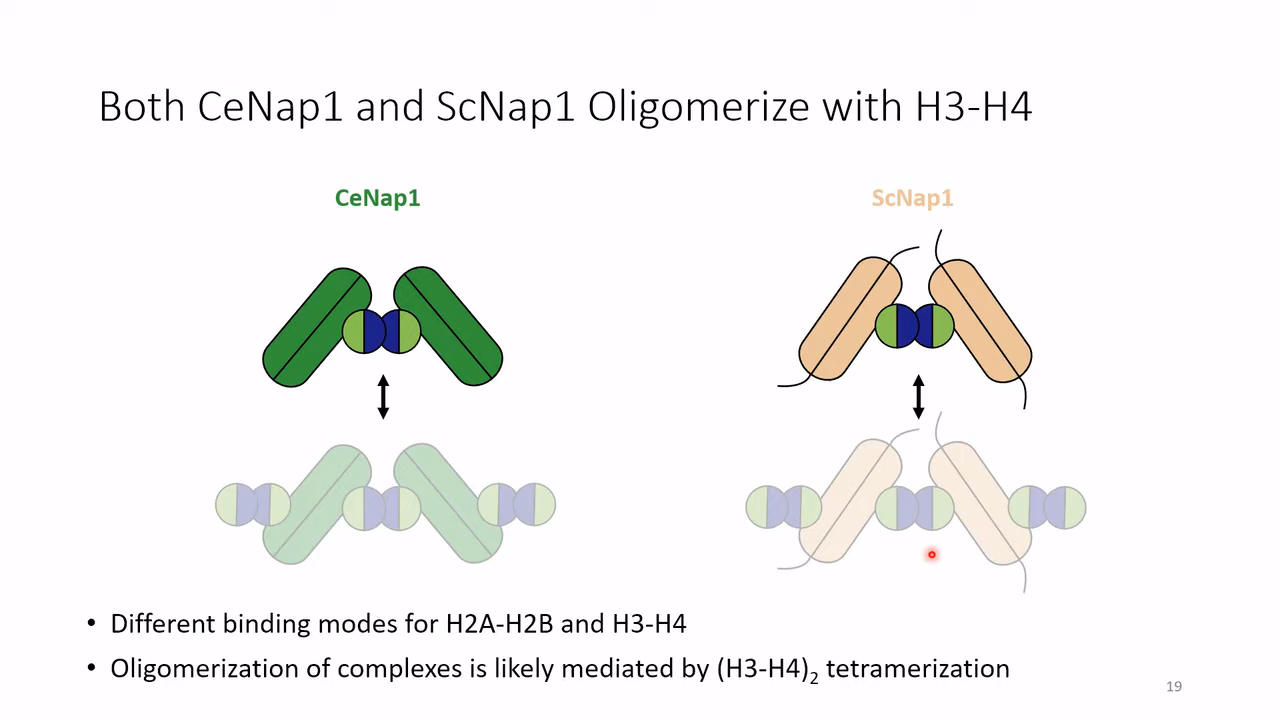 Both CeNap1 and ScNap1 Oligomerize with H3-H4
CeNap1
ScNap1
• Different binding modes for H2A-H2B and H3-H4
• Oligomerization of complexes is likely mediated by (H3-H4)₂ tetramerization
19